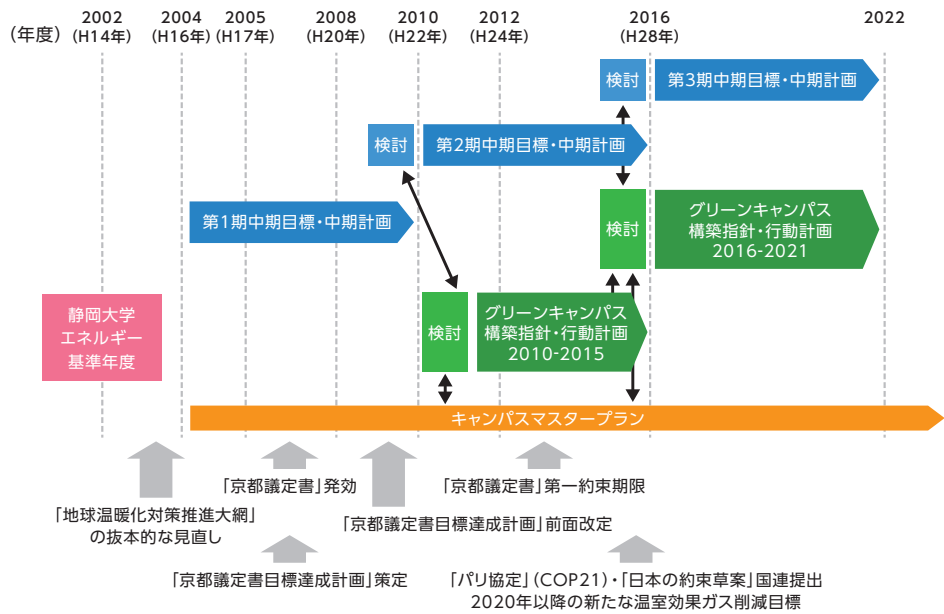 (年度)
2002
(H14年)
2004
(H16年)
2005
(H17年)
2008
(H20年)
2010
(H22年)
2012
(H24年)
2016
(H28年)
2022
検討
第3期中期目標・中期計画
検討
第2期中期目標・中期計画
第1期中期目標・中期計画
検討
グリーンキャンパス
構築指針・行動計画
2016-2021
静岡大学
エネルギー
基準年度
検討
グリーンキャンパス
構築指針・行動計画
2010-2015
キャンパスマスタープラン
「京都議定書」発効
「京都議定書」第一約束期限
「地球温暖化対策推進大網」
の抜本的な見直し
「京都議定書目標達成計画」前面改定
「京都議定書目標達成計画」策定
「パリ協定」(COP21)・「日本の約束草案」国連提出
2020年以降の新たな温室効果ガス削減目標